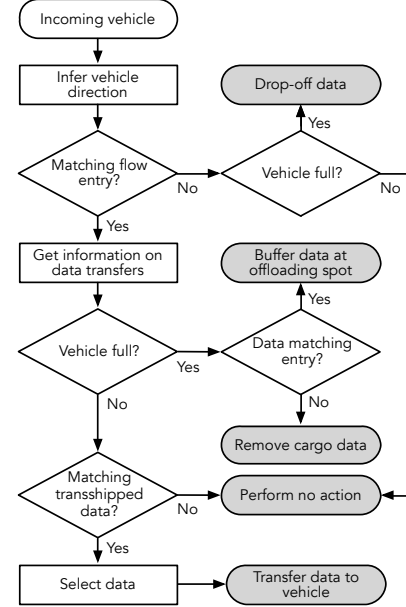 Incoming vehicle
Infer vehicle
direction
Drop-off data
Yes
Matching flow
entry?
No
Vehicle full?
No
Yes
Get information on
data transfers
Buffer data at
offloading spot
Yes
Vehicle full?
Yes
Data matching
entry?
No
No
Remove cargo data
Matching
transshipped
data?
No
Perform no action
Yes
Select data
Transfer data to
vehicle